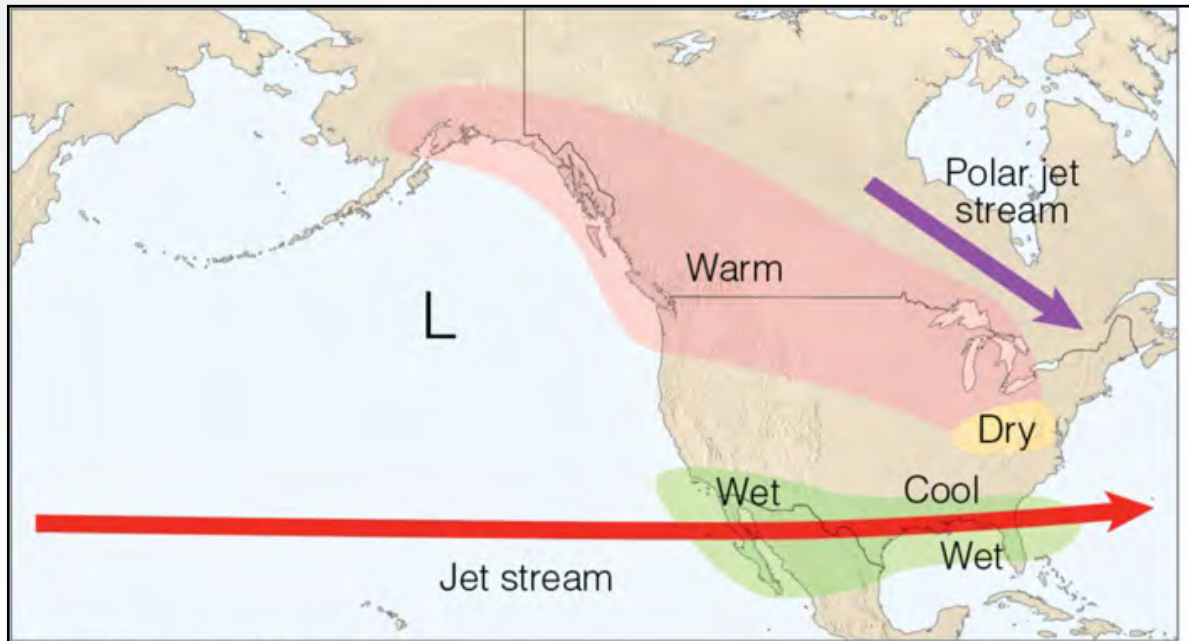 Polar jet
stream
Warm
L
Dry
Wet
Cool
Wet
Jet stream